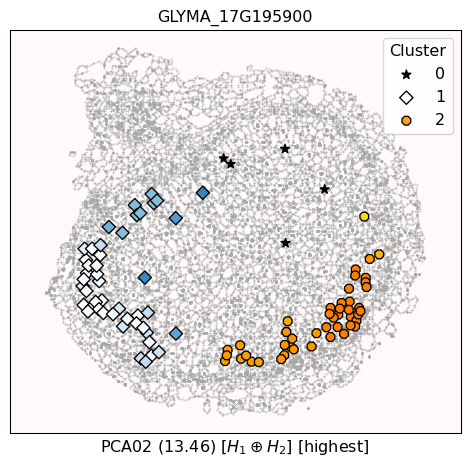 GLYMA_17G195900
Cluster
0
1
2
PCA02 (13.46) [H₁ ⊕ H₂] [highest]